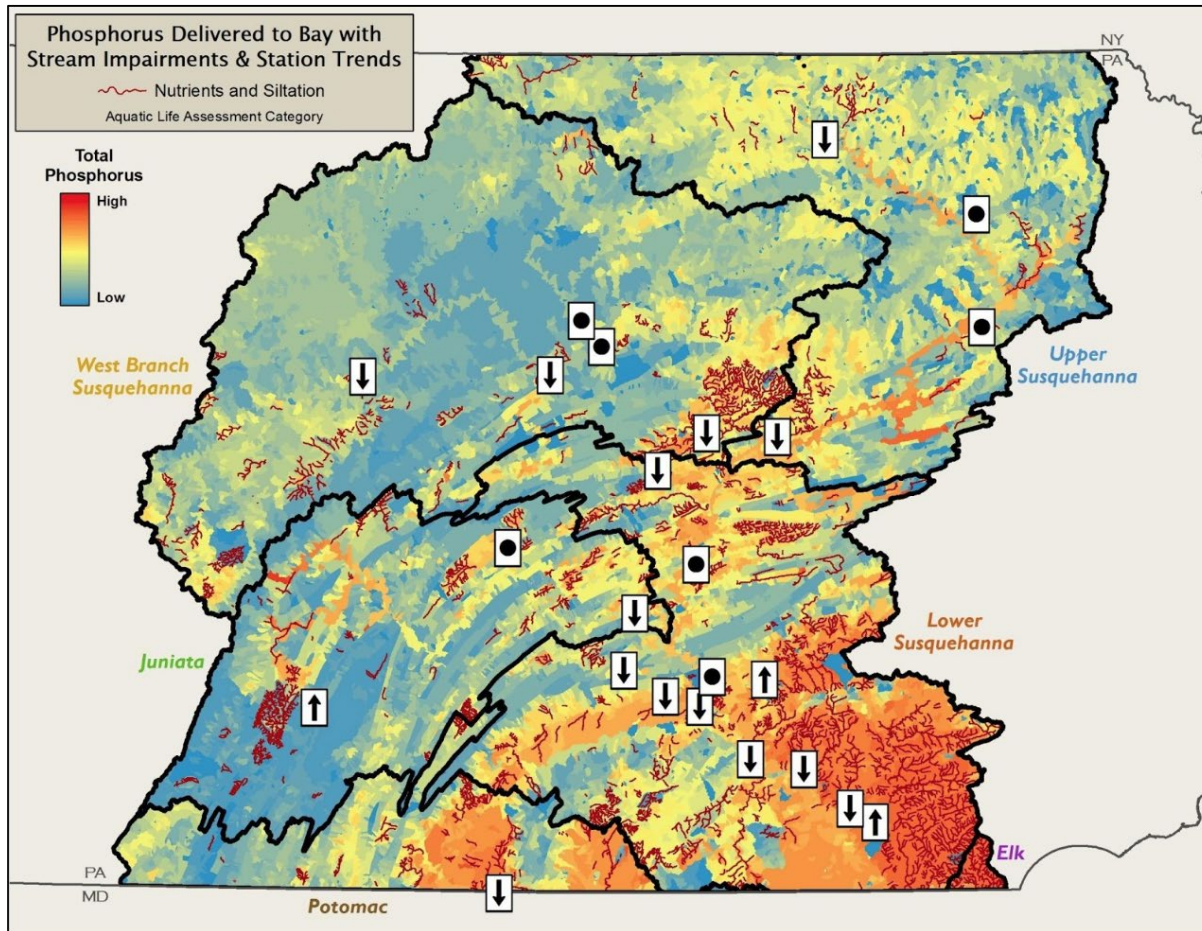 Phosphorus Delivered to Bay with
Stream Impairments & Station Trends
Nutrients and Siltation
Aquatic Life Assessment Category
NY
PA
Total
Phosphorus
High
Low
West Branch
Susquehanna
Upper
Susquehanna
Lower
Susquehanna
Juniata
Elk
PA
MD
Potomac